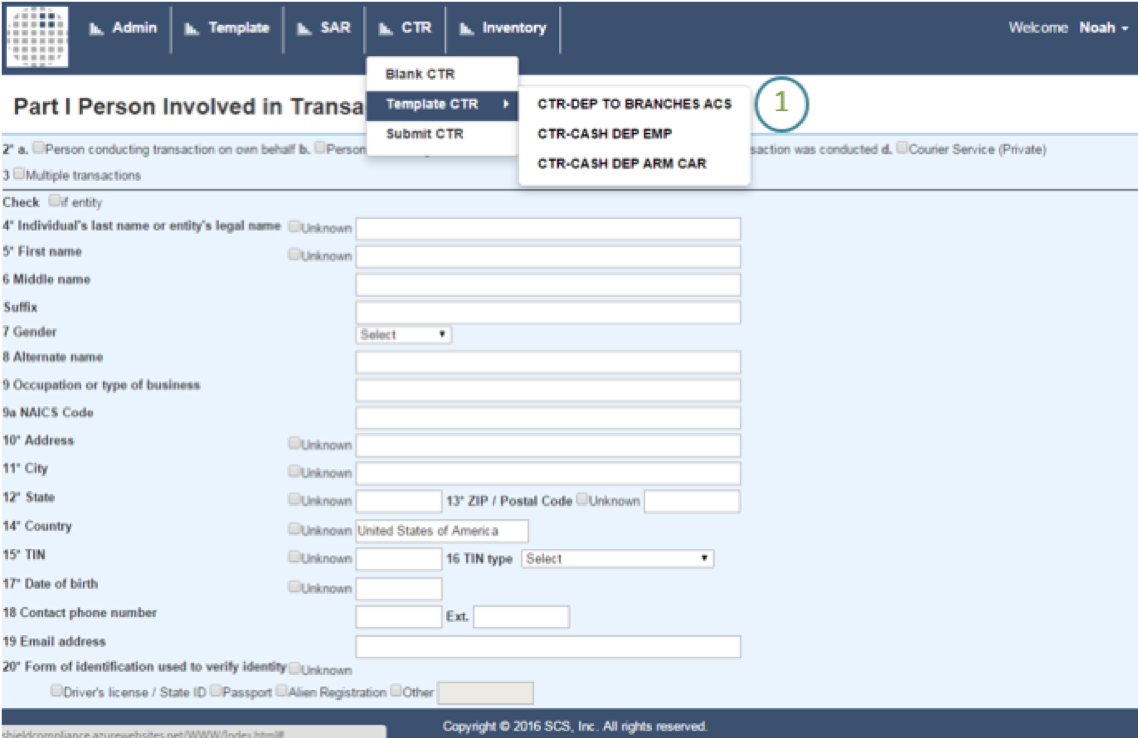 Admin Template SAR CTR Inventory Welcome Noah
Blank CTR
Part I Person Involved in Transa Template CTR CTR-DEP TO BRANCHES ACS 1
Submit CTR CTR-CASH DEP EMP
2* a. Person conducting transaction on own behalf b. Person saction was conducted d. Courier Service (Private)
CTR-CASH DEP ARM CAR
3 Multiple transactions
Check if entity
4* Individual's last name or entity's legal name Unknown
5* First name Unknown
6 Middle name
Suffix
7 Gender Select
8 Alternate name
9 Occupation or type of business
9a NAICS Code
10* Address Unknown
11* City Unknown
12* State Unknown 13* ZIP / Postal Code Unknown
14* Country Unknown United States of America
15* TIN Unknown 16 TIN type Select
17* Date of birth Unknown
18 Contact phone number Ext.
19 Email address
20* Form of identification used to verify identity Unknown
Driver's license / State ID Passport Alien Registration Other
Copyright © 2016 SCS, Inc. All rights reserved.
shieldcompliance.azurewebsites.net/WWW/Index.html#